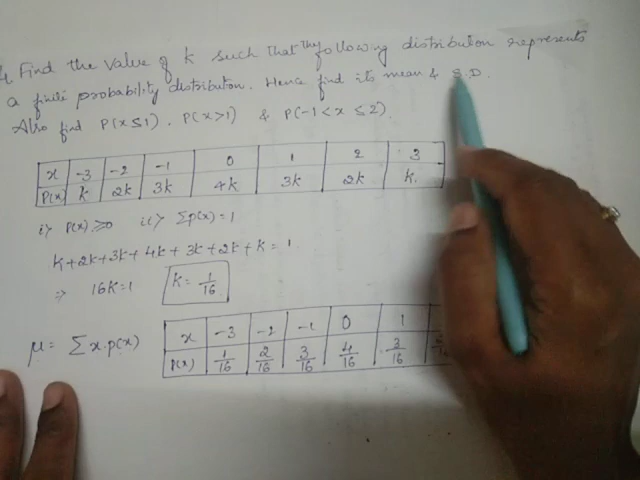 4 Find the value of k such that the following distribution represents
a finite probability distribution. Hence find its mean & S.D.
Also find P(x≤1), P(x>1) & P(-1<x≤2).
x -3 -2 -1 0 1 2 3
P(x) k 2k 3k 4k 3k 2k k
i> P(x)≥0 ii> ΣP(x)=1
k+2k+3k+4k+3k+2k+k=1
⇒ 16k=1 k=1/16
μ= Σx.p(x)
x -3 -2 -1 0 1
P(x) 1/16 2/16 3/16 4/16 3/16